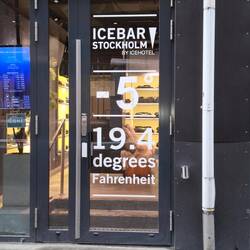 ICEBAR
STOCKHOLM
BY ICEHOTEL
-5°
19.4
degrees
Fahrenheit